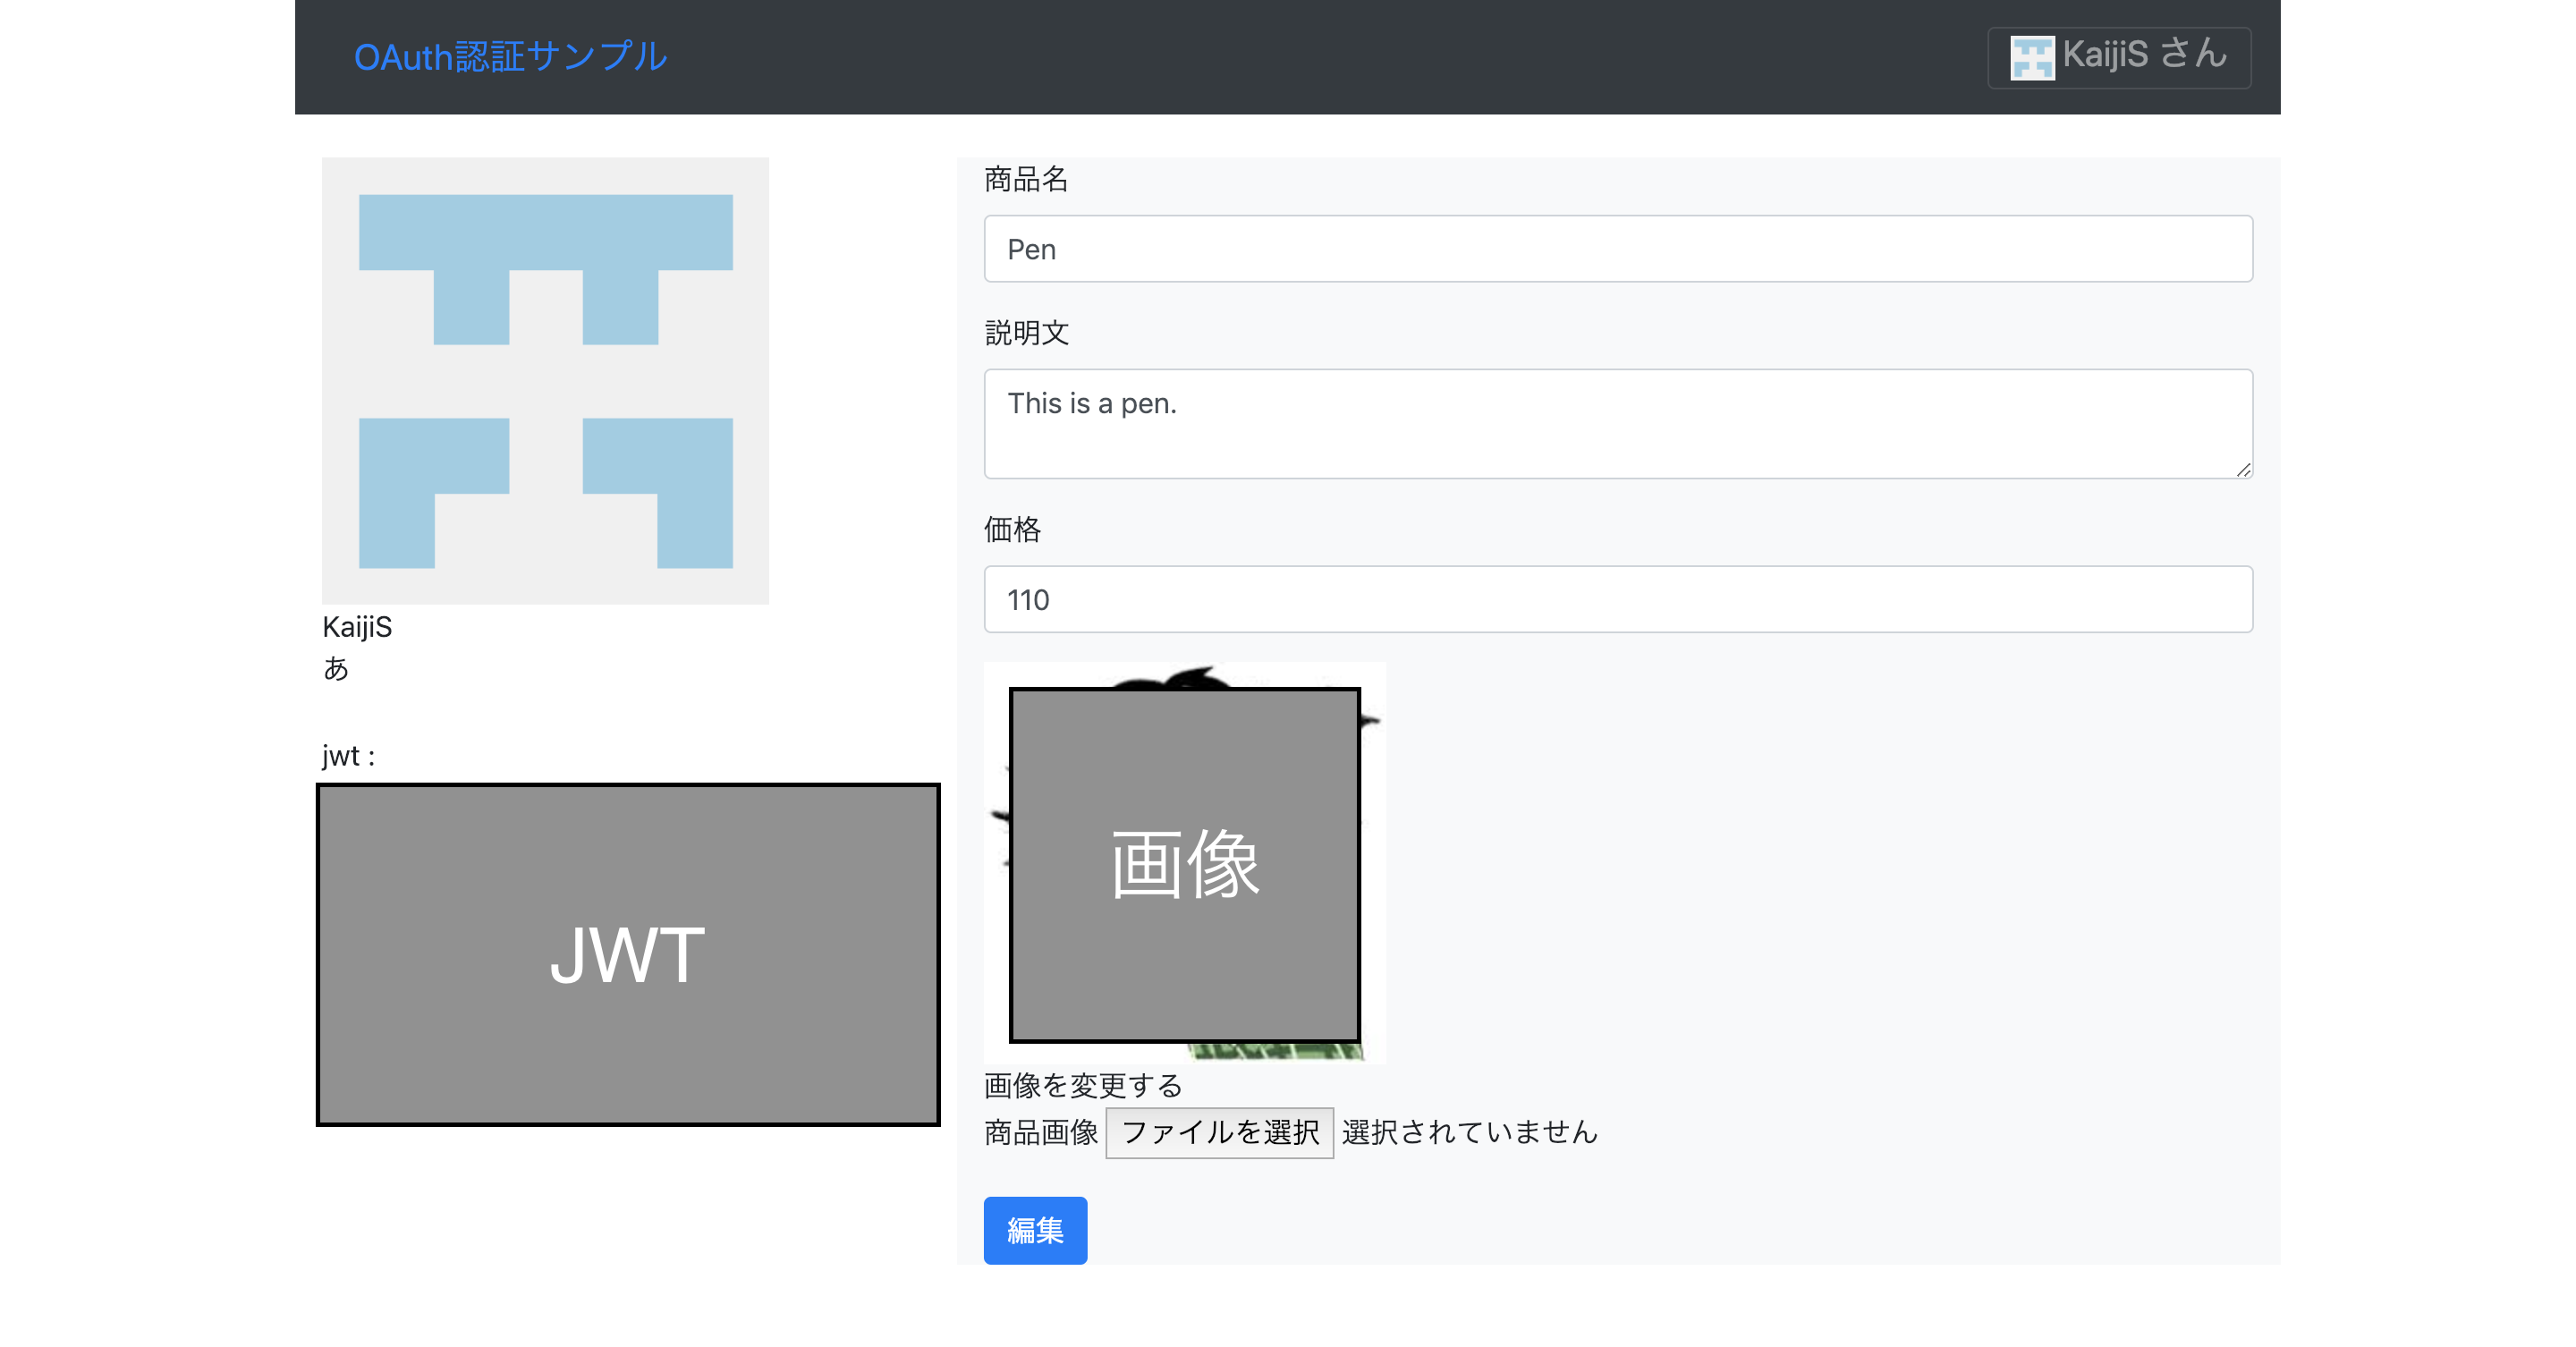 OAuth認証サンプル
KaijiS さん
KaijiS
あ
jwt :
JWT
商品名
Pen
説明文
This is a pen.
価格
110
画像
画像を変更する
商品画像 ファイルを選択 選択されていません
編集